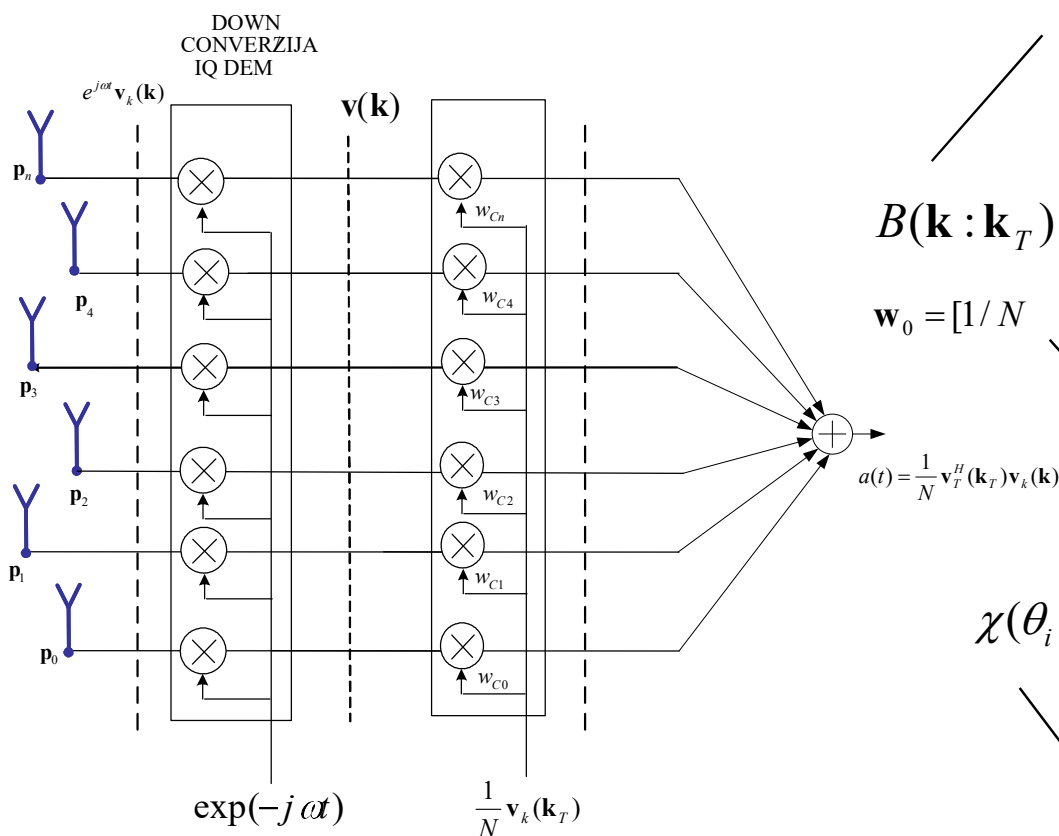 DOWN
CONVERZIJA
IQ DEM
e^{jωt} v_k(k)
v(k)
p_n
w_{Cn}
p_4
w_{C4}
p_3
w_{C3}
p_2
w_{C2}
p_1
w_{C1}
p_0
w_{C0}
exp(−jωt)
1/N v_k(k_T)
a(t) = 1/N v_T^H(k_T) v_k(k)
B(k : k_T)
w_0 = [1/N
χ(θ_i